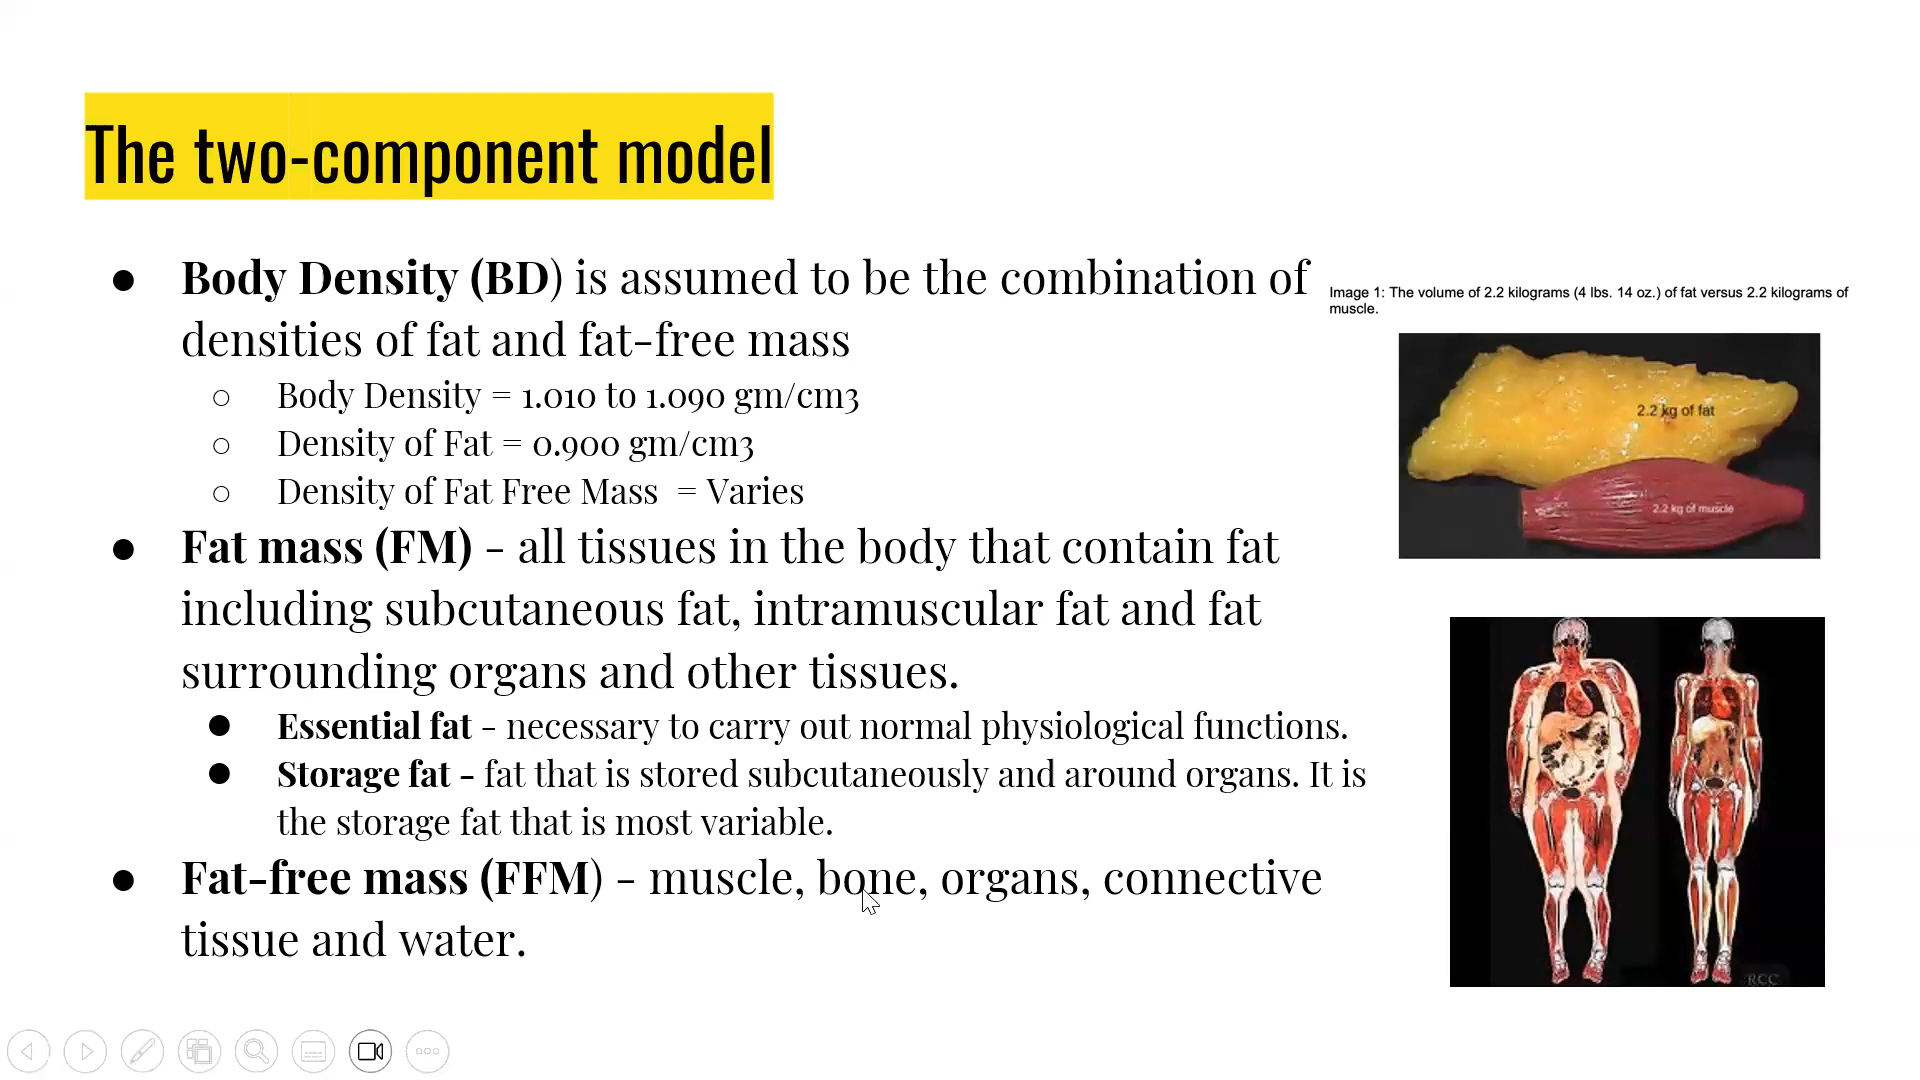 The two-component model
● Body Density (BD) is assumed to be the combination of
densities of fat and fat-free mass
○ Body Density = 1.010 to 1.090 gm/cm3
○ Density of Fat = 0.900 gm/cm3
○ Density of Fat Free Mass = Varies
● Fat mass (FM) - all tissues in the body that contain fat
including subcutaneous fat, intramuscular fat and fat
surrounding organs and other tissues.
● Essential fat - necessary to carry out normal physiological functions.
● Storage fat - fat that is stored subcutaneously and around organs. It is
the storage fat that is most variable.
● Fat-free mass (FFM) - muscle, bone, organs, connective
tissue and water.
Image 1: The volume of 2.2 kilograms (4 lbs. 14 oz.) of fat versus 2.2 kilograms of
muscle.
2.2 kg of fat
2.2 kg of muscle
RCC